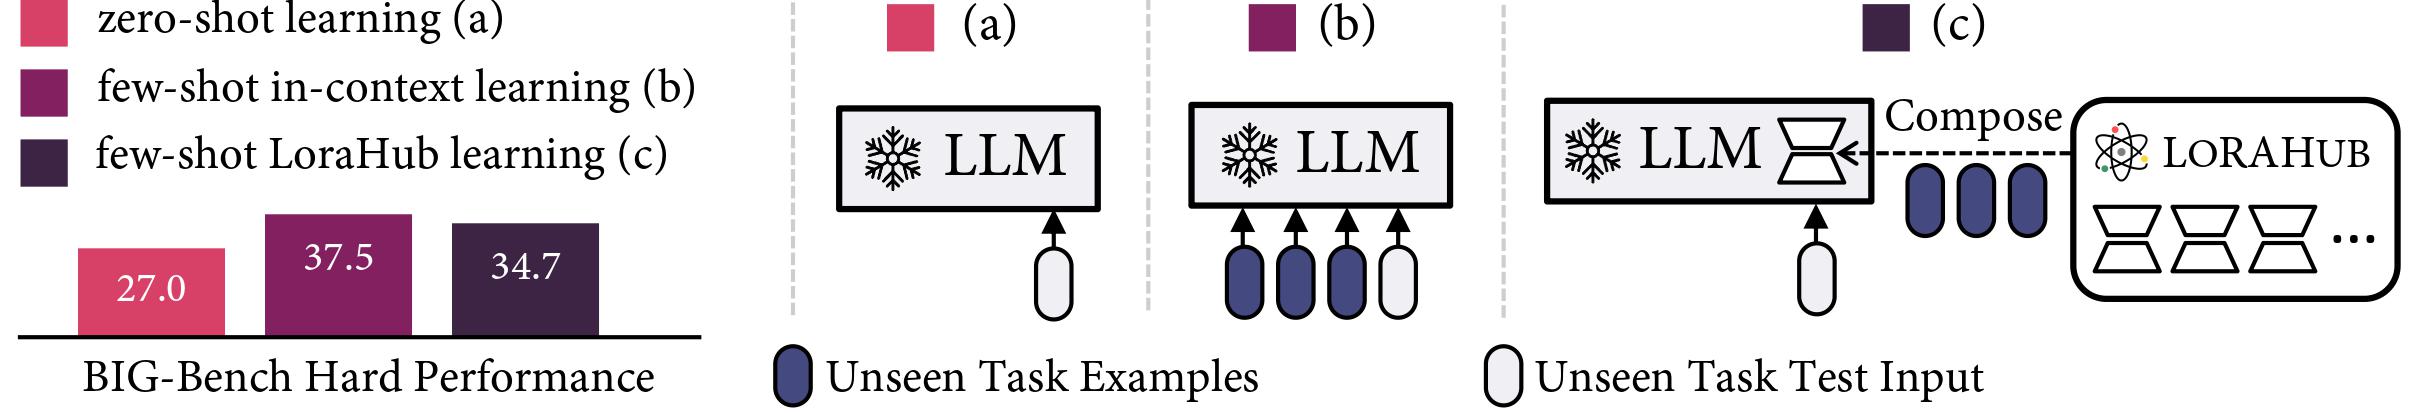 zero-shot learning (a)
few-shot in-context learning (b)
few-shot LoraHub learning (c)
27.0
37.5
34.7
BIG-Bench Hard Performance
(a)
LLM
(b)
LLM
(c)
LLM
Compose
LORAHUB
...
Unseen Task Examples
Unseen Task Test Input